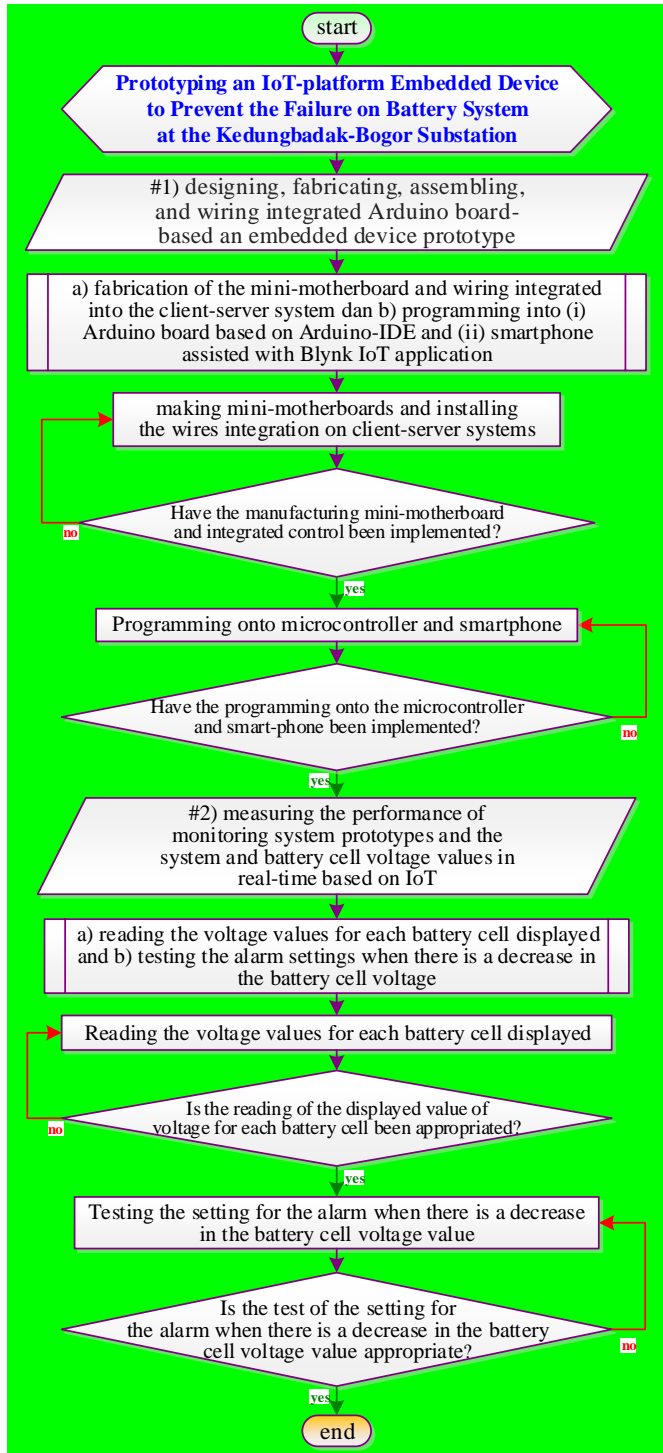 start
Prototyping an IoT-platform Embedded Device
to Prevent the Failure on Battery System
at the Kedungbadak-Bogor Substation
#1) designing, fabricating, assembling,
and wiring integrated Arduino board-
based an embedded device prototype
a) fabrication of the mini-motherboard and wiring integrated
into the client-server system dan b) programming into (i)
Arduino board based on Arduino-IDE and (ii) smartphone
assisted with Blynk IoT application
making mini-motherboards and installing
the wires integration on client-server systems
Have the manufacturing mini-motherboard
and integrated control been implemented?
no
yes
Programming onto microcontroller and smartphone
Have the programming onto the microcontroller
and smart-phone been implemented?
no
yes
#2) measuring the performance of
monitoring system prototypes and the
system and battery cell voltage values in
real-time based on IoT
a) reading the voltage values for each battery cell displayed
and b) testing the alarm settings when there is a decrease in
the battery cell voltage
Reading the voltage values for each battery cell displayed
Is the reading of the displayed value of
voltage for each battery cell been appropriated?
no
yes
Testing the setting for the alarm when there is a decrease
in the battery cell voltage value
Is the test of the setting for
the alarm when there is a decrease in the battery
cell voltage value appropriate?
no
yes
end